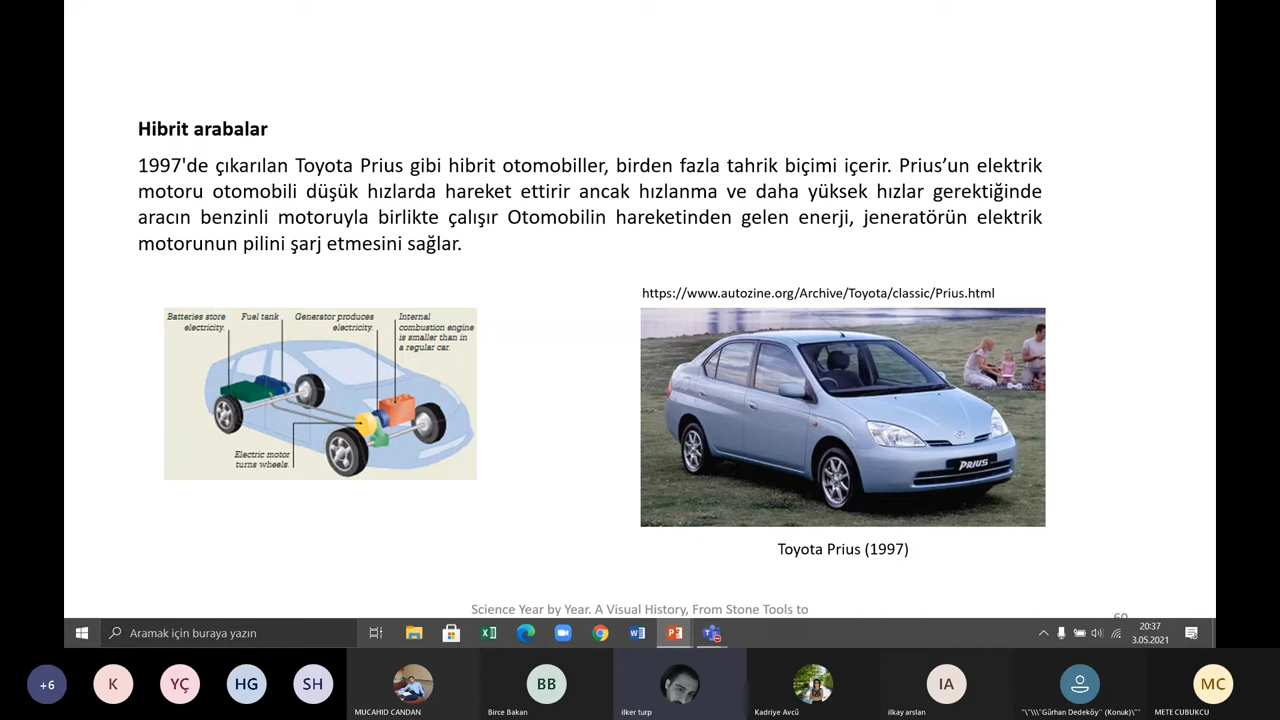 Hibrit arabalar
1997'de çıkarılan Toyota Prius gibi hibrit otomobiller, birden fazla tahrik biçimi içerir. Prius’un elektrik
motoru otomobili düşük hızlarda hareket ettirir ancak hızlanma ve daha yüksek hızlar gerektiğinde
aracın benzinli motoruyla birlikte çalışır Otomobilin hareketinden gelen enerji, jeneratörün elektrik
motorunun pilini şarj etmesini sağlar.
https://www.autozine.org/Archive/Toyota/classic/Prius.html
Batteries store
electricity.
Fuel tank
Generator produces
electricity.
Internal
combustion engine
is smaller than in
a regular car.
Electric motor
turns wheels.
PRIUS
Toyota Prius (1997)
Science Year by Year. A Visual History, From Stone Tools to
Aramak için buraya yazın
20:37
3.05.2021
+6
K
YÇ
HG
SH
MUCAHID CANDAN
BB
Birce Bakan
ilker turp
Kadriye Avcü
IA
ilkay arslan
"\"\\\"Gürhan Dedeköy" (Konuk)\""
MC
METE CUBUKCU